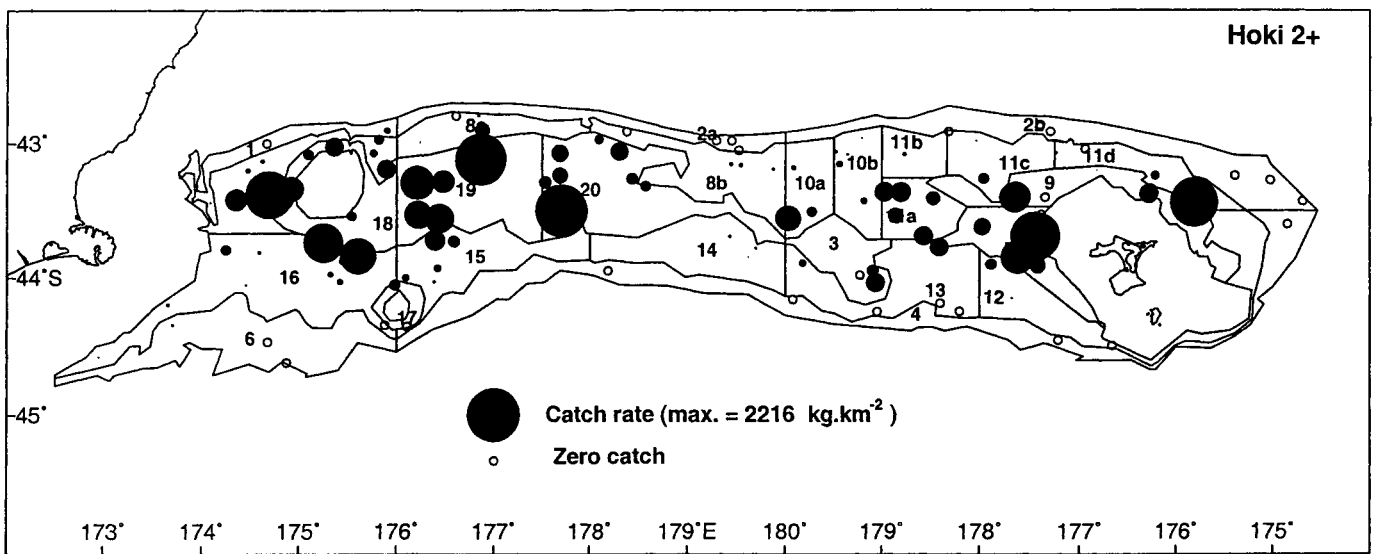 Hoki 2+
43°
44°S
45°
1
2a
2b
8
8b
10a
10b
11b
11c
11d
9
19
20
18
1a
3
14
15
16
13
12
4
17
6
Catch rate (max. = 2216 kg.km-2 )
Zero catch
173° 174° 175° 176° 177° 178° 179°E 180° 179° 178° 177° 176° 175°